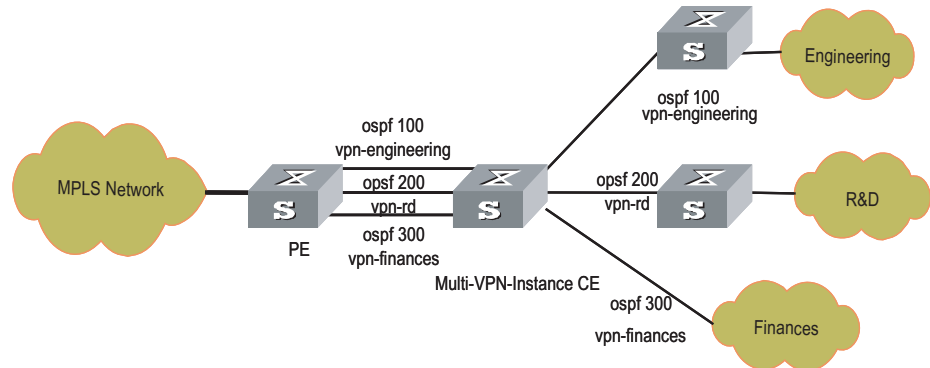 Engineering
ospf 100
vpn-engineering
ospf 100
vpn-engineering
MPLS Network
opsf 200
vpn-rd
opsf 200
vpn-rd
R&D
PE
ospf 300
vpn-finances
Multi-VPN-Instance CE
ospf 300
vpn-finances
Finances
S
S
S
S